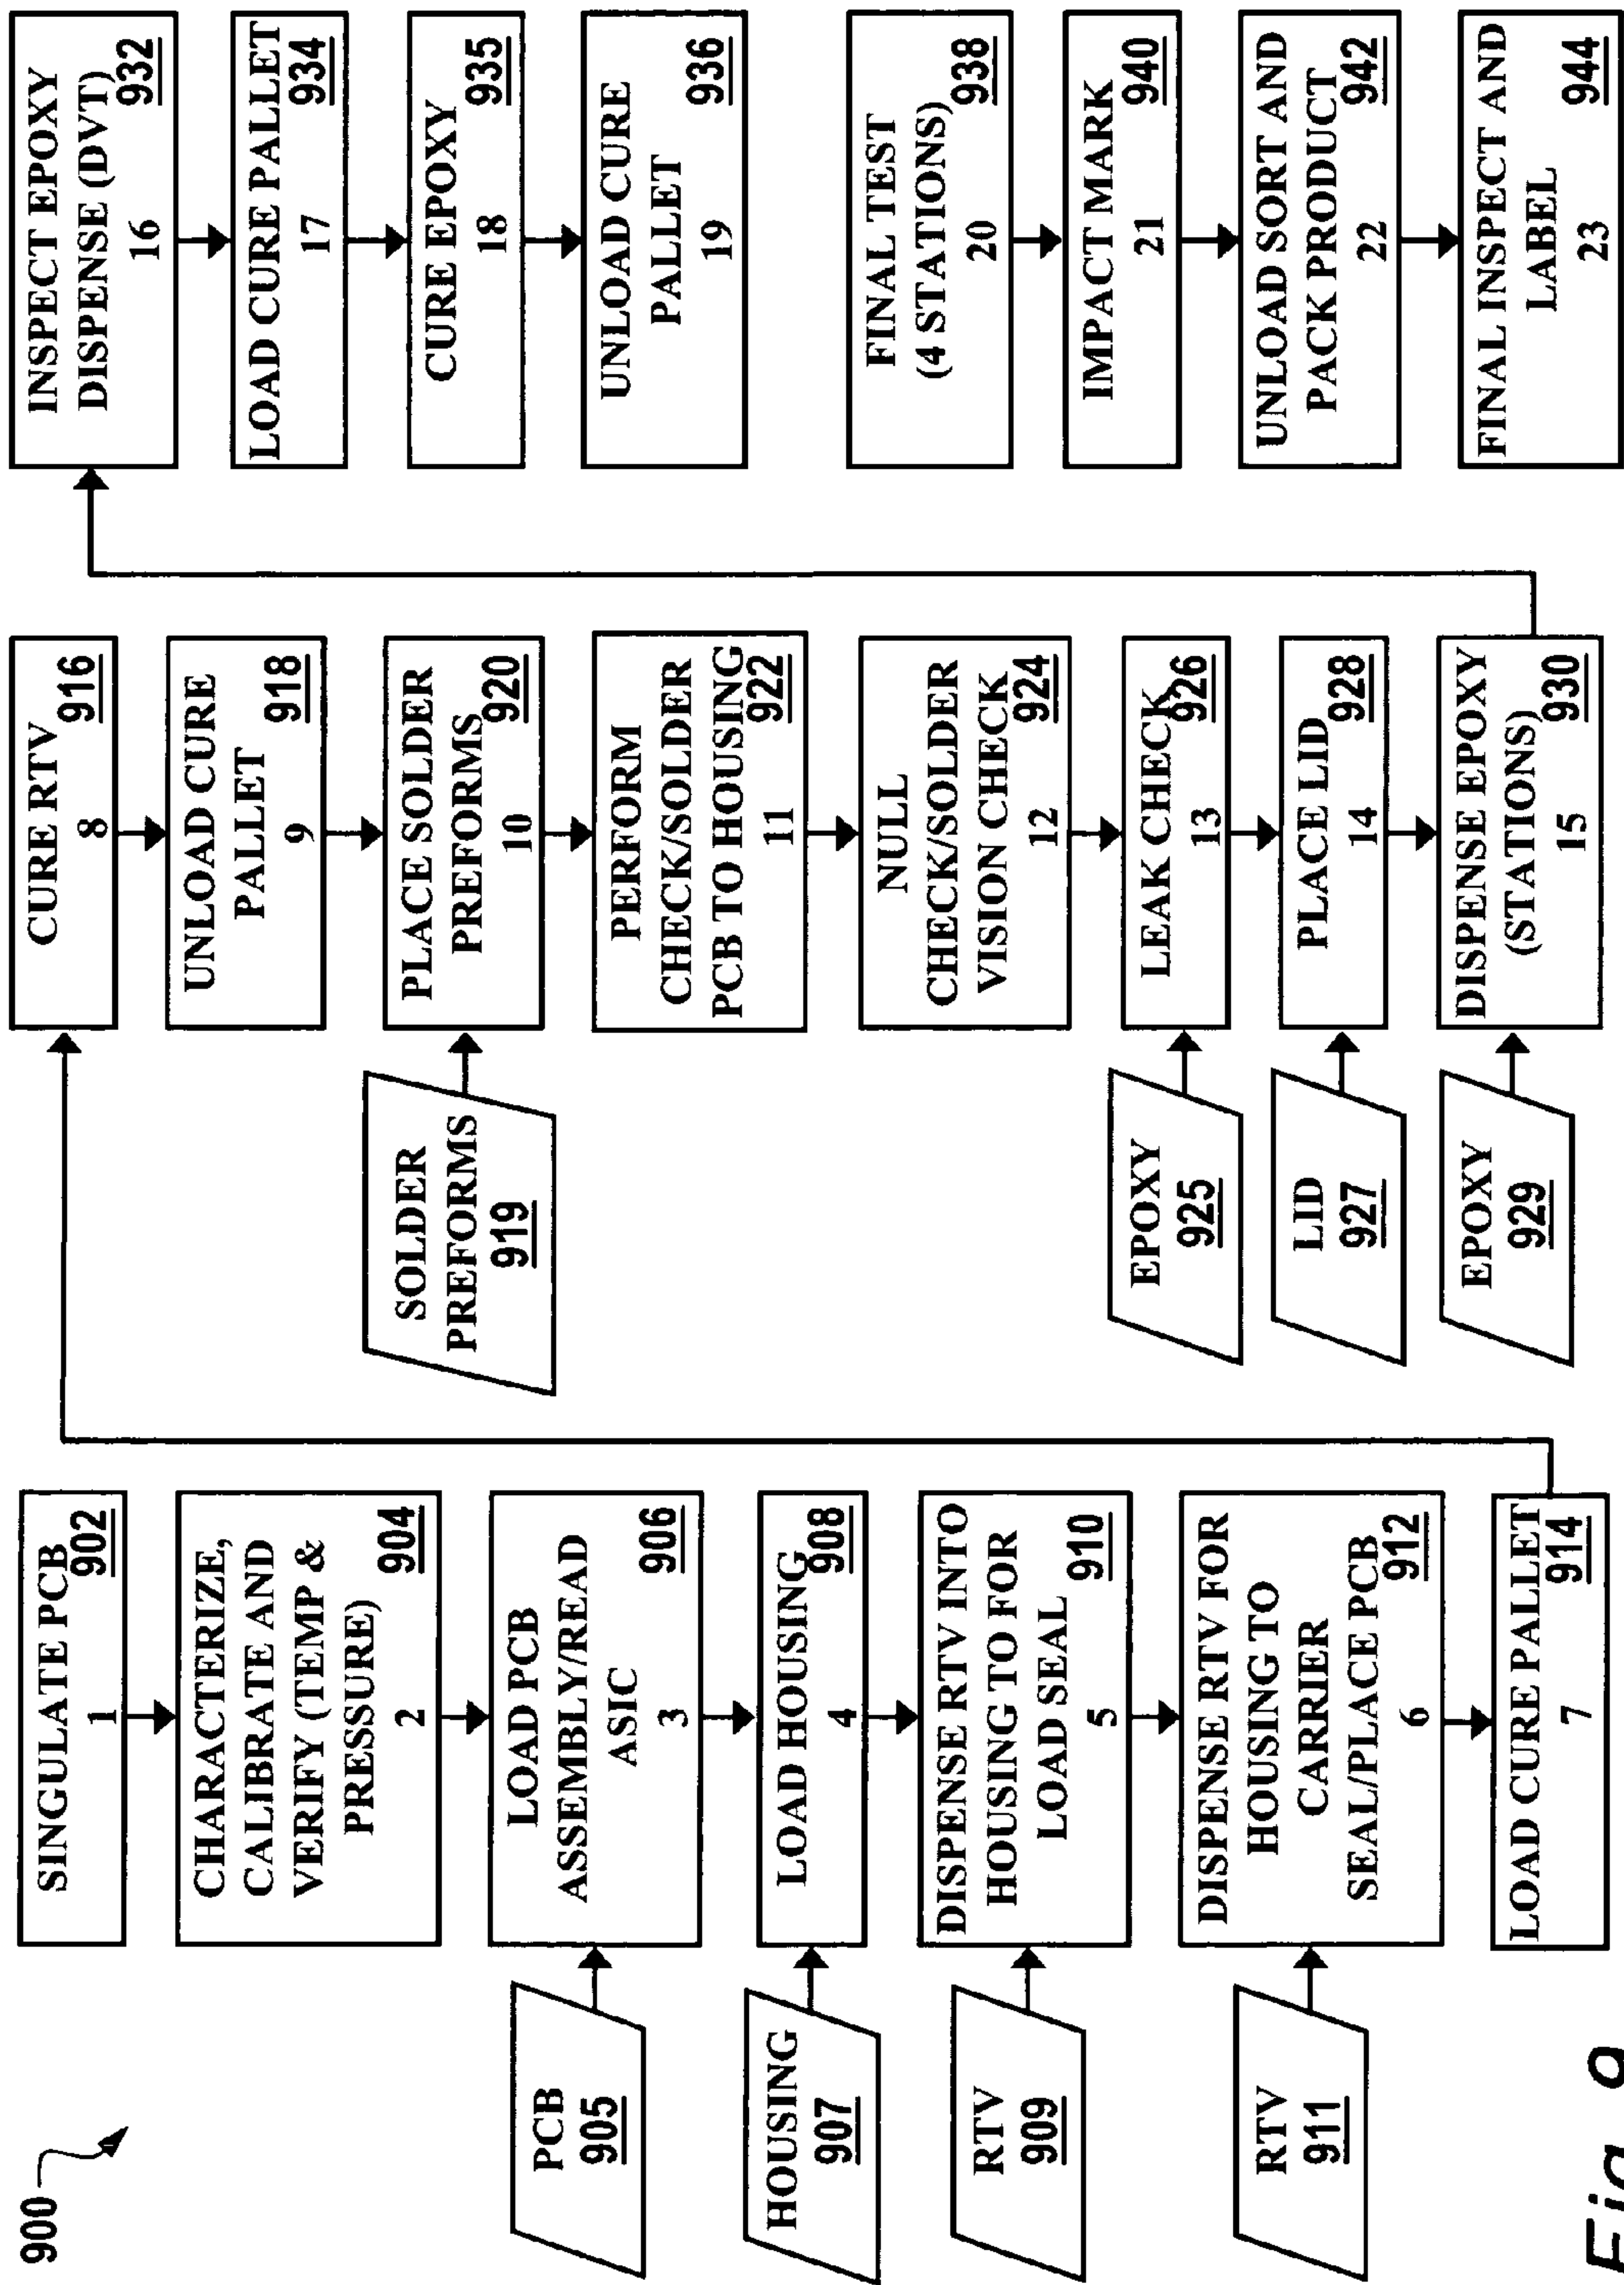 900
SINGULATE PCB
902
1
CHARACTERIZE,
CALIBRATE AND
VERIFY (TEMP &
PRESSURE)
904
2
PCB
905
LOAD PCB
ASSEMBLY/READ
ASIC
906
3
HOUSING
907
LOAD HOUSING
908
4
RTV
909
DISPENSE RTV INTO
HOUSING TO FOR
LOAD SEAL
910
5
RTV
911
DISPENSE RTV FOR
HOUSING TO
CARRIER
SEAL/PLACE PCB
912
6
LOAD CURE PALLET
914
7
CURE RTV
916
8
UNLOAD CURE
PALLET
918
9
SOLDER
PREFORMS
919
PLACE SOLDER
PREFORMS
920
10
PERFORM
CHECK/SOLDER
PCB TO HOUSING
922
11
NULL
CHECK/SOLDER
VISION CHECK
924
12
EPOXY
925
LEAK CHECK
926
13
LID
927
PLACE LID
928
14
EPOXY
929
DISPENSE EPOXY
(STATIONS)
930
15
INSPECT EPOXY
DISPENSE (DVT)
932
16
LOAD CURE PALLET
934
17
CURE EPOXY
935
18
UNLOAD CURE
PALLET
936
19
FINAL TEST
(4 STATIONS)
938
20
IMPACT MARK
940
21
UNLOAD SORT AND
PACK PRODUCT
942
22
FINAL INSPECT AND
LABEL
944
23
Fig. 9